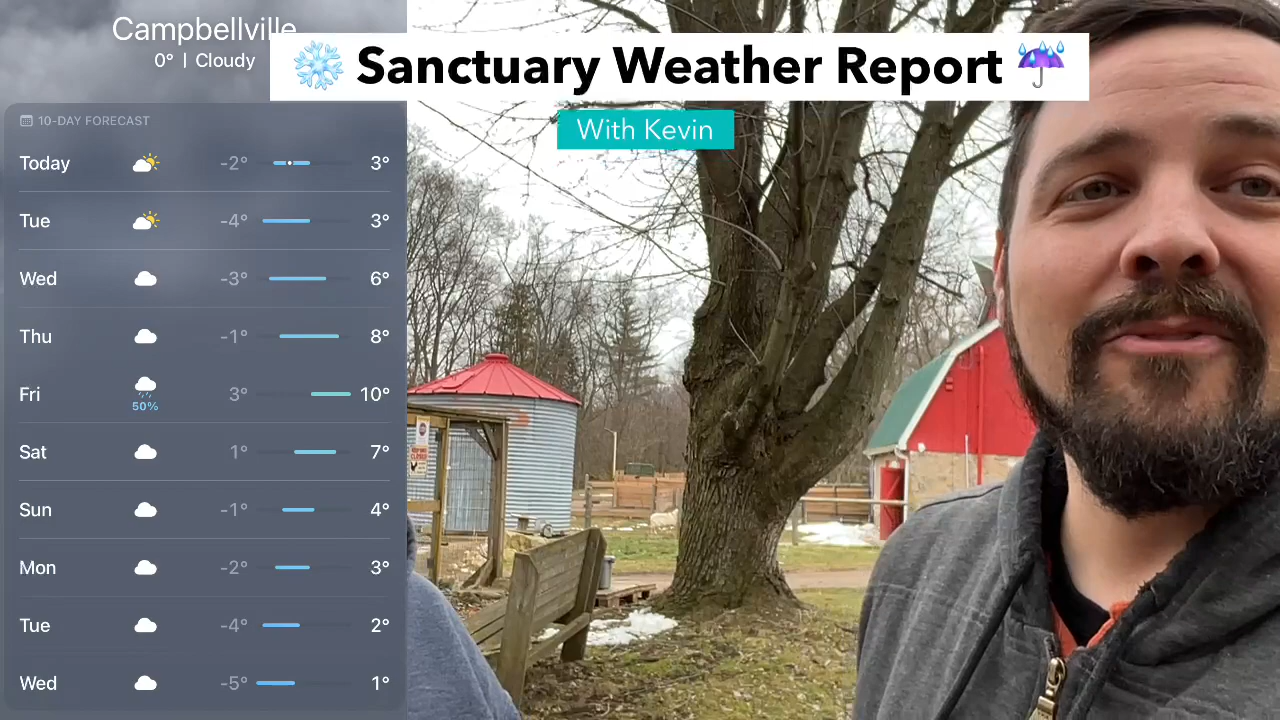 Campbellville
0° | Cloudy
❄️ Sanctuary Weather Report ☔
With Kevin
10-DAY FORECAST
Today -2° 3°
Tue -4° 3°
Wed -3° 6°
Thu -1° 8°
Fri 50% 3° 10°
Sat 1° 7°
Sun -1° 4°
Mon -2° 3°
Tue -4° 2°
Wed -5° 1°